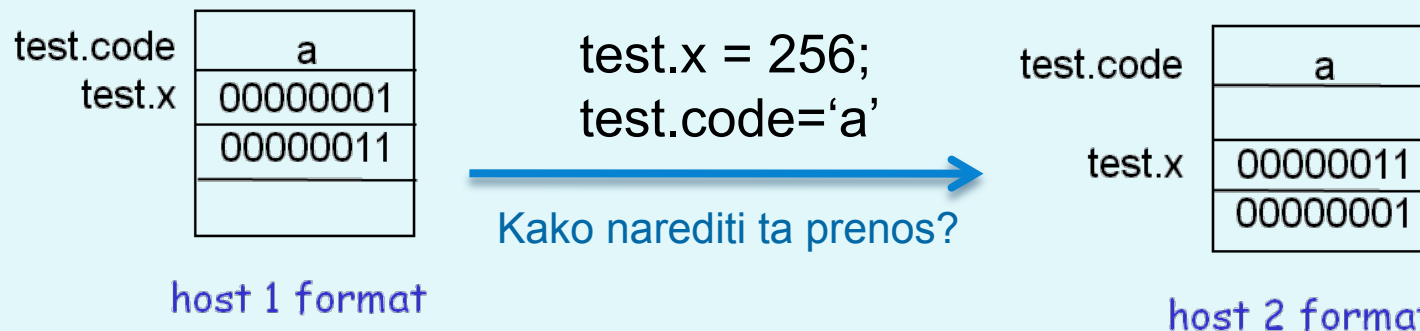 test.code
a
test.x
00000001
00000011
host 1 format
test.x = 256;
test.code=‘a’
Kako narediti ta prenos?
test.code
a
test.x
00000011
00000001
host 2 format